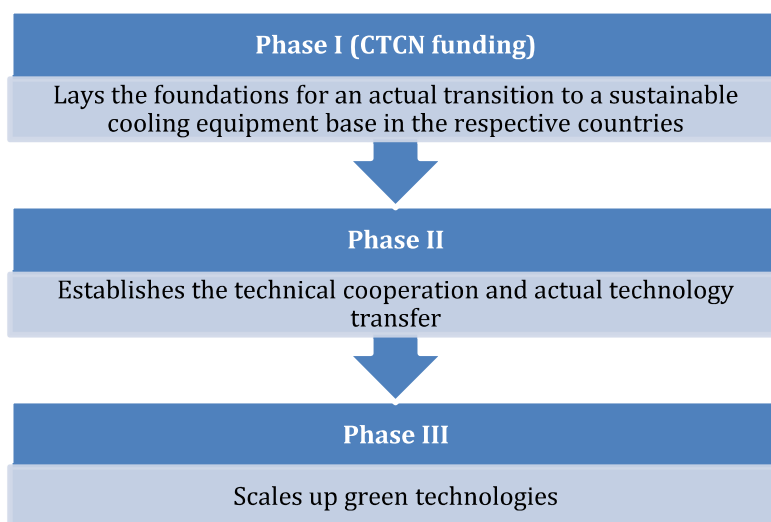 Phase I (CTCN funding)
Lays the foundations for an actual transition to a sustainable
cooling equipment base in the respective countries
Phase II
Establishes the technical cooperation and actual technology
transfer
Phase III
Scales up green technologies